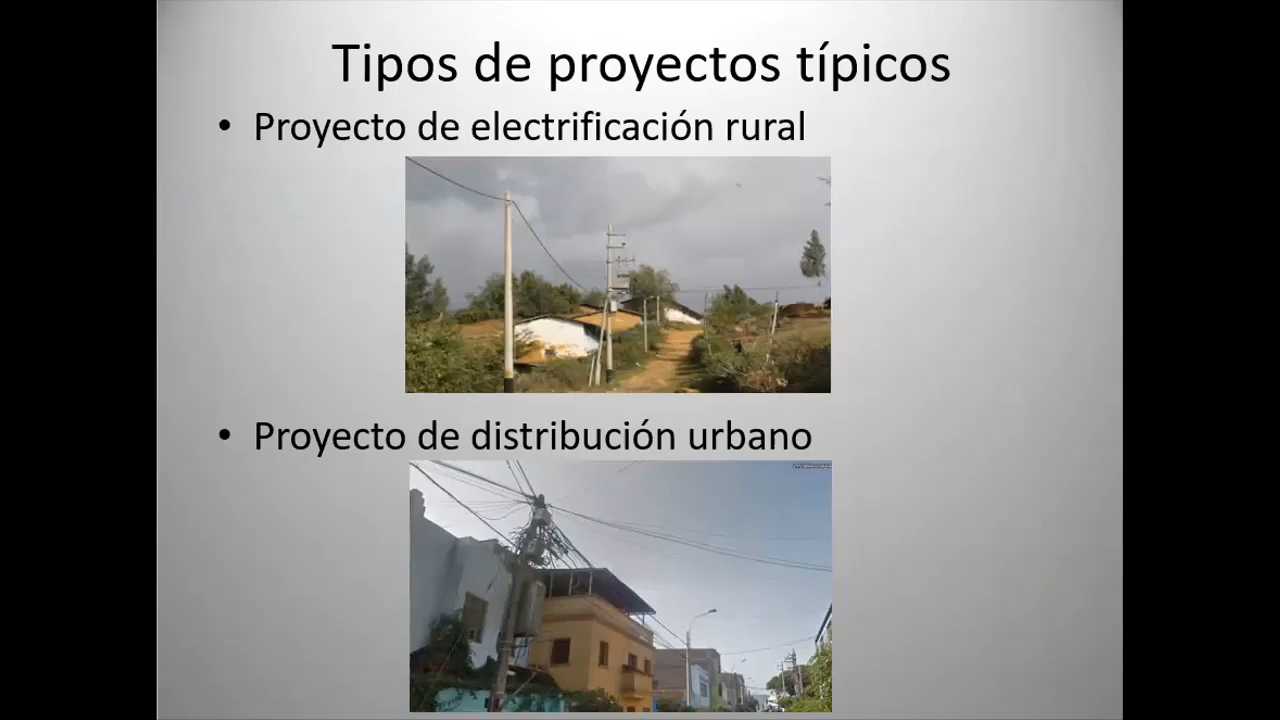 Tipos de proyectos típicos
• Proyecto de electrificación rural
• Proyecto de distribución urbano